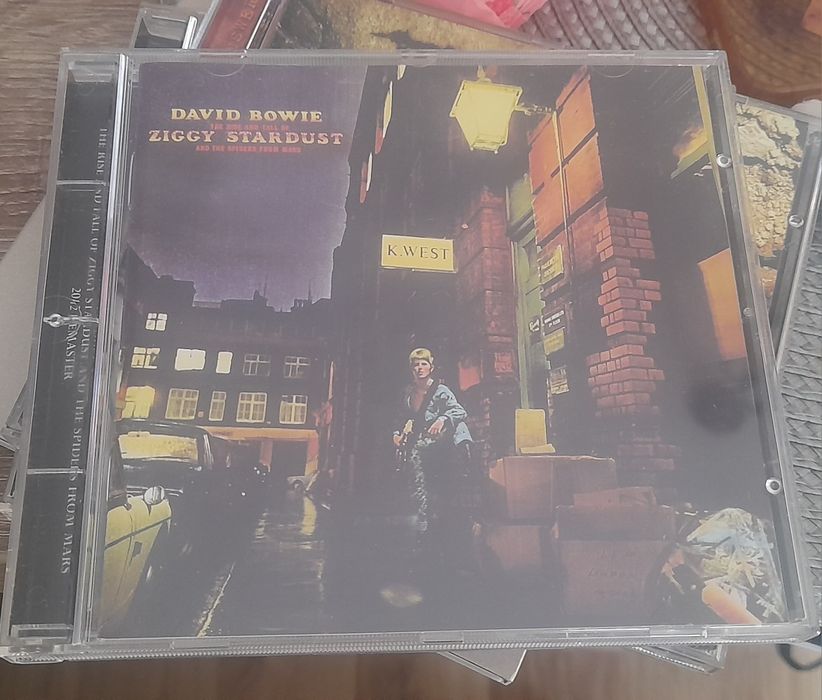 DAVID BOWIE
THE RISE AND FALL OF
ZIGGY STARDUST
AND THE SPIDERS FROM MARS
K.WEST
THE RISE AND FALL OF ZIGGY STARDUST AND THE SPIDERS FROM MARS
2012 REMASTER